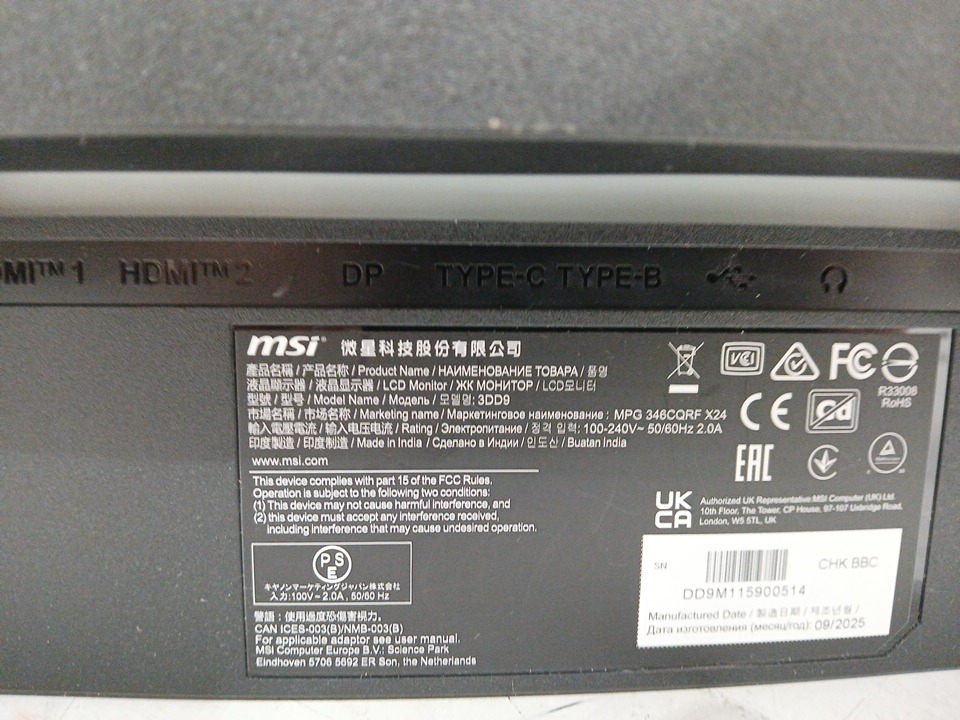 MI™ 1 HDMI™ 2 DP TYPE-C TYPE-B
msi 微星科技股份有限公司
產品名稱 / 产品名称 / Product Name / НАИМЕНОВАНИЕ ТОВАРА / 품명
液晶顯示器 / 液晶显示器 / LCD Monitor / ЖК МОНИТОР / LCD모니터
型號 / 型号 / Model Name / Модель / 모델명: 3DD9
市場名稱 / 市场名称 / Marketing name / Маркетинговое наименование : MPG 346CQRF X24
輸入電壓電流 / 输入电压电流 / Rating / Электропитание / 정격 입력: 100-240V~ 50/60Hz 2.0A
印度製造 / 印度制造 / Made in India / Сделано в Индии / 인도산 / Buatan India
www.msi.com
This device complies with part 15 of the FCC Rules.
Operation is subject to the following two conditions:
(1) This device may not cause harmful interference, and
(2) this device must accept any interference received,
including interference that may cause undesired operation.
PSE
キヤノンマーケティングジャパン株式会社
入力:100V~ 2.0A, 50/60 Hz
警語：使用過度恐傷害視力。
CAN ICES-003(B)/NMB-003(B)
For applicable adaptor see user manual.
MSI Computer Europe B.V.: Science Park
Eindhoven 5706 5692 ER Son, the Netherlands
VCCI
FC
R33008
RoHS
CE
Cd
EAC
UK
CA
Authorized UK Representative:MSI Computer (UK) Ltd.
10th Floor, The Tower, CP House, 97-107 Uxbridge Road,
London, W5 5TL, UK
SN
CHK BBC
DD9M115900514
Manufactured Date / 製造日期 / 제조년월 /
Дата изготовления (месяц/год): 09/2025